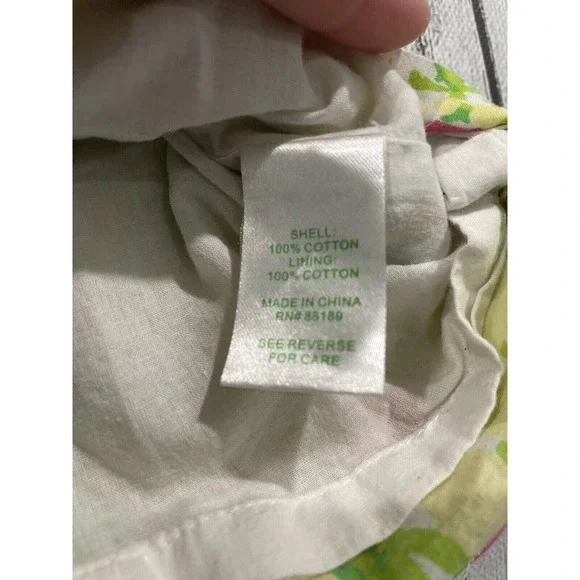 SHELL:
100% COTTON
LINING:
100% COTTON
MADE IN CHINA
RN# 88189
SEE REVERSE
FOR CARE